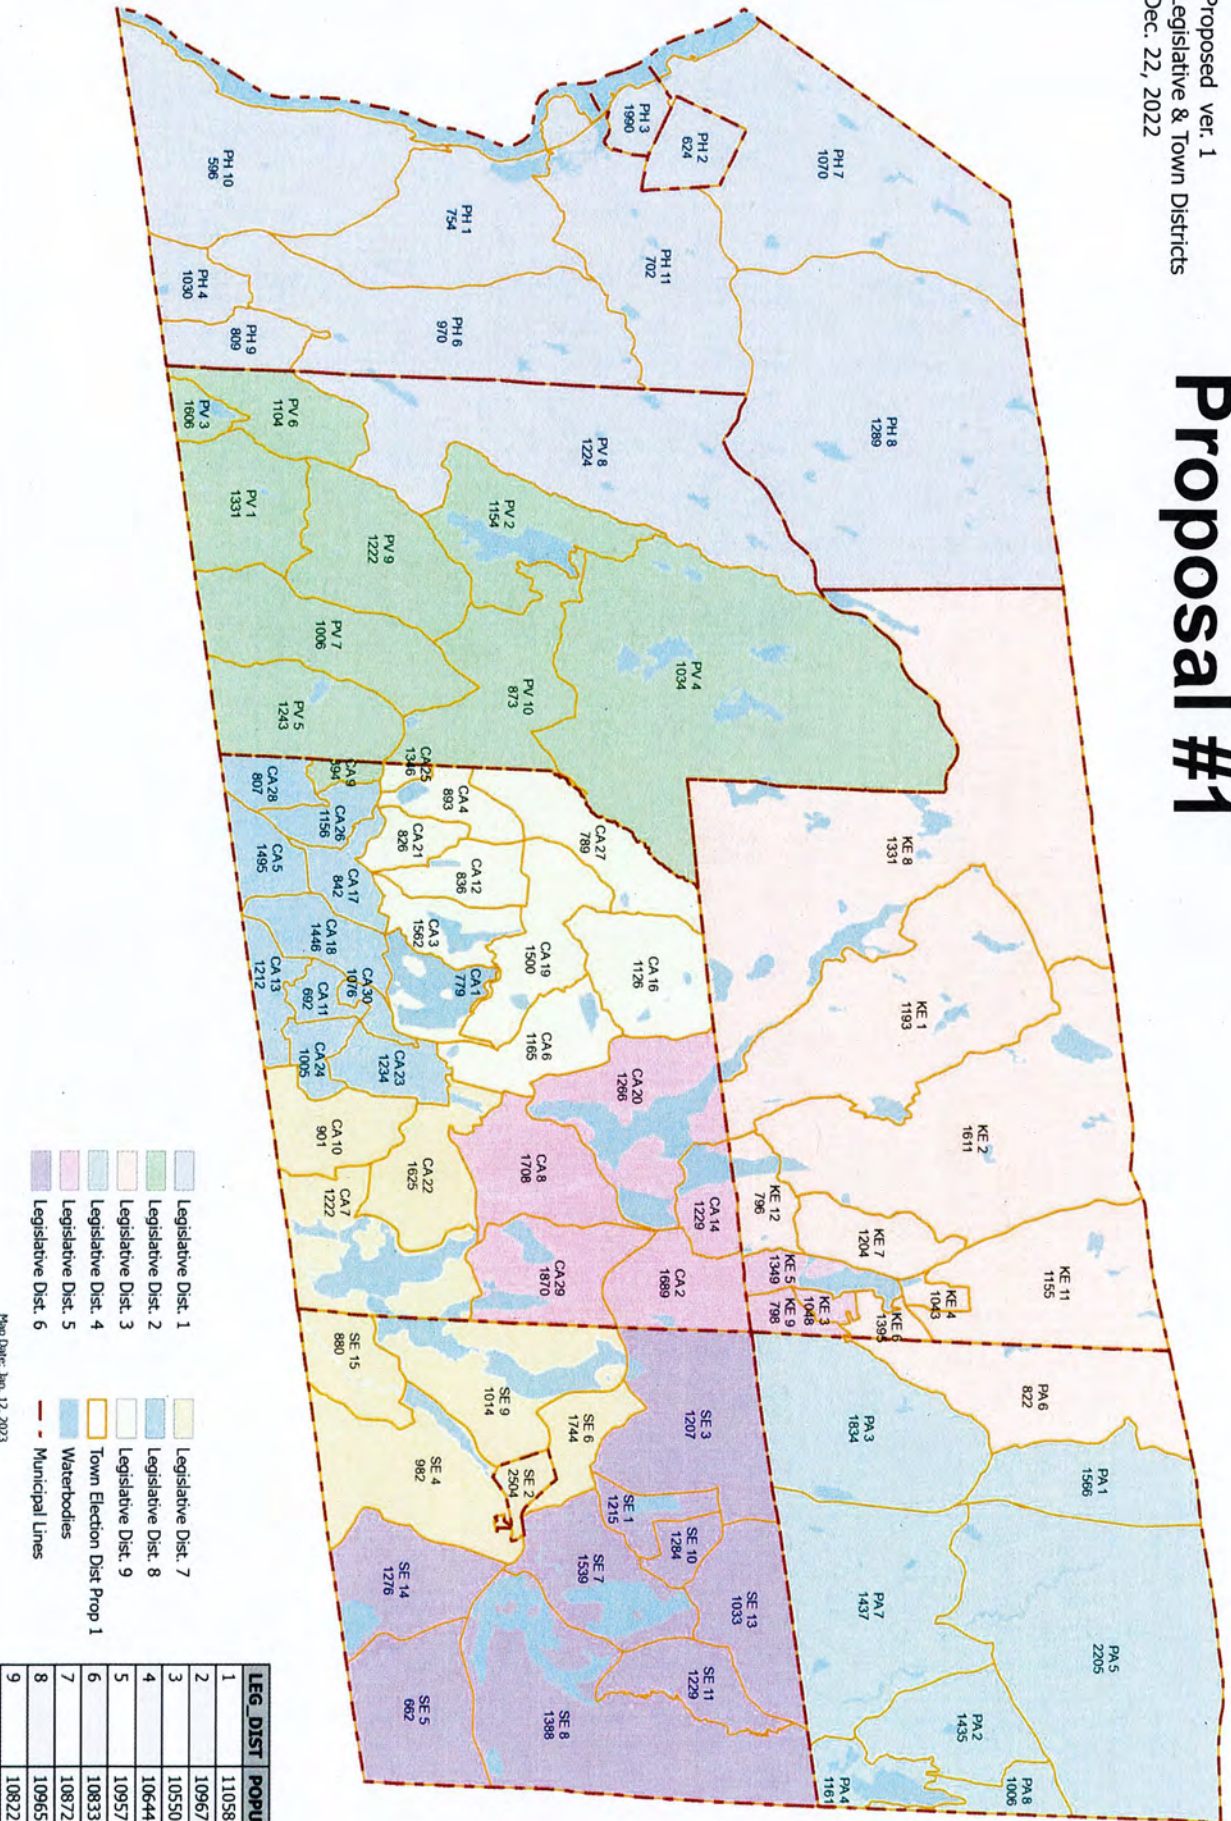 Proposed ver. 1
Legislative & Town Districts
Dec. 22, 2022
Proposal #1
PH 7
1070
PH 2
624
PH 3
1990
PH 8
1289
PH 11
702
PH 1
754
PH 10
596
PH 6
970
PH 4
1030
PH 9
809
PV 8
1224
PV 6
1104
PV 3
1606
PV 2
1154
PV 1
1331
PV 9
1222
PV 4
1034
PV 7
1006
PV 10
873
PV 5
1243
KE 8
1331
KE 1
1193
KE 2
1611
KE 11
1155
KE 12
796
KE 7
1204
KE 4
1043
KE 5
1349
KE 3
1048
KE 6
1395
KE 9
798
CA 25
1346
CA 9
894
CA 28
807
CA 26
1156
CA 4
893
CA 27
789
CA 21
826
CA 12
836
CA 5
1495
CA 17
842
CA 3
1562
CA 19
1500
CA 16
1126
CA 18
1446
CA 30
1076
CA 1
779
CA 13
1212
CA 11
692
CA 6
1165
CA 24
1005
CA 23
1234
CA 20
1266
CA 10
901
CA 22
1625
CA 8
1708
CA 14
1229
CA 7
1222
CA 29
1870
CA 2
1689
PA 6
822
PA 3
1834
PA 1
1566
PA 7
1437
PA 5
2205
PA 2
1435
PA 8
1006
PA 4
1161
SE 15
880
SE 9
1014
SE 6
1744
SE 3
1207
SE 4
982
SE 2
2504
SE 1
1215
SE 10
1284
SE 7
1539
SE 13
1033
SE 14
1276
SE 11
1229
SE 5
662
SE 8
1388
Legislative Dist. 1
Legislative Dist. 2
Legislative Dist. 3
Legislative Dist. 4
Legislative Dist. 5
Legislative Dist. 6
Legislative Dist. 7
Legislative Dist. 8
Legislative Dist. 9
Town Election Dist Prop 1
Waterbodies
Municipal Lines
Map Date: Jan. 12, 2023
LEG_DIST POPU
1 11058
2 10967
3 10550
4 10644
5 10957
6 10833
7 10872
8 10965
9 10822